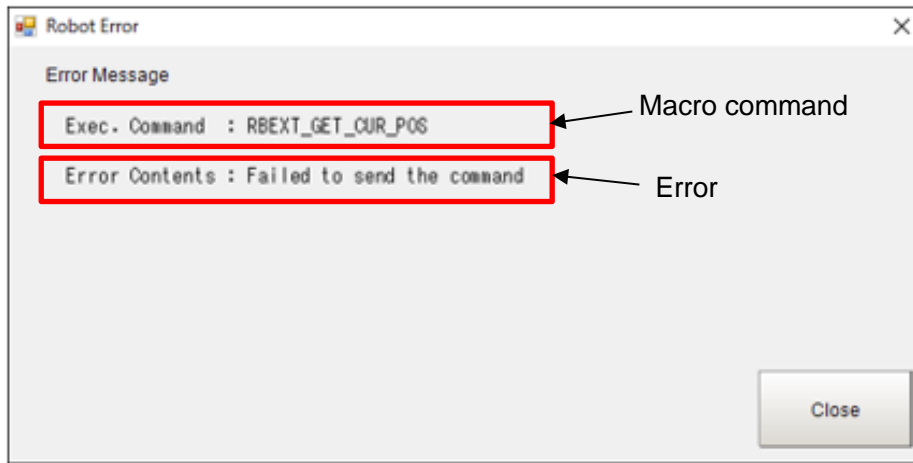 Robot Error
Error Message
Macro command
Exec. Command : RBEXT_GET_CUR_POS
Error Contents : Failed to send the command
Error
Close